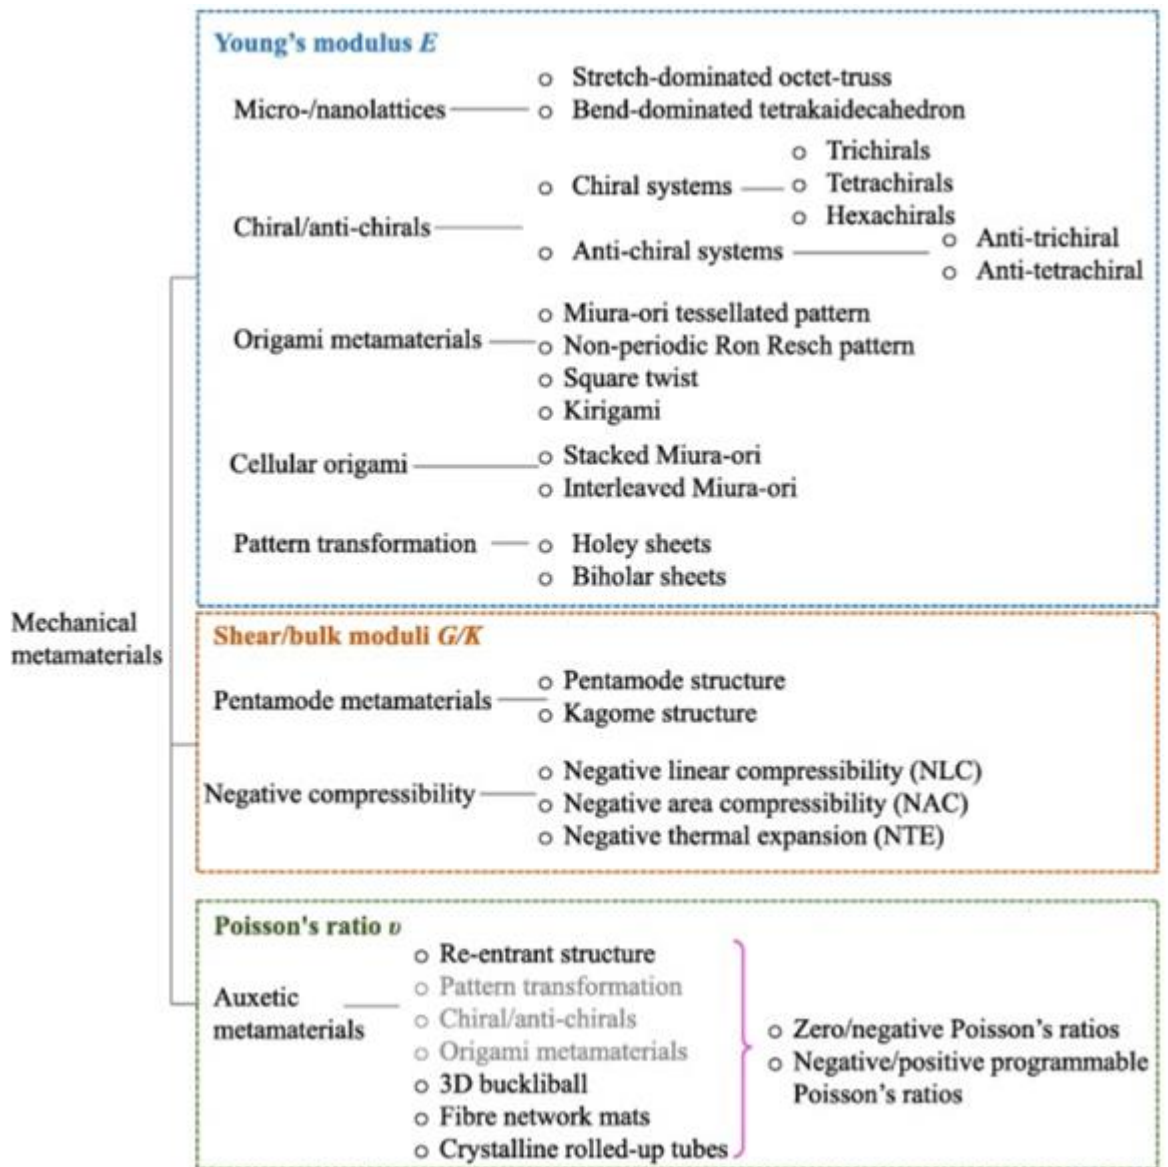 Young's modulus E
Micro-/nanolattices
Stretch-dominated octet-truss
Bend-dominated tetrakaidecahedron
Chiral/anti-chirals
Chiral systems
Trichirals
Tetrachirals
Hexachirals
Anti-chiral systems
Anti-trichiral
Anti-tetrachiral
Origami metamaterials
Miura-ori tessellated pattern
Non-periodic Ron Resch pattern
Square twist
Kirigami
Cellular origami
Stacked Miura-ori
Interleaved Miura-ori
Pattern transformation
Holey sheets
Biholar sheets
Mechanical
metamaterials
Shear/bulk moduli G/K
Pentamode metamaterials
Pentamode structure
Kagome structure
Negative compressibility
Negative linear compressibility (NLC)
Negative area compressibility (NAC)
Negative thermal expansion (NTE)
Poisson's ratio υ
Auxetic
metamaterials
Re-entrant structure
Pattern transformation
Chiral/anti-chirals
Origami metamaterials
3D buckliball
Fibre network mats
Crystalline rolled-up tubes
Zero/negative Poisson's ratios
Negative/positive programmable
Poisson's ratios